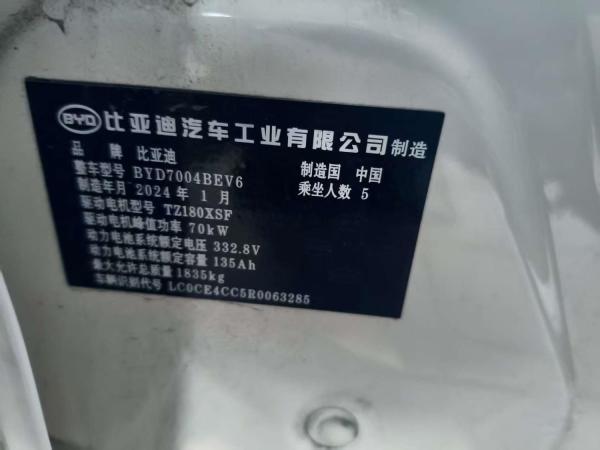 BYD 比亚迪汽车工业有限公司 制造
品牌 比亚迪 制造国 中国
整车型号 BYD7004BEV6 乘坐人数 5
制造年月 2024年1月
驱动电机型号 TZ180XSF
驱动电机峰值功率 70kW
动力电池系统额定电压 332.8V
动力电池系统额定容量 135Ah
最大允许总质量 1835kg
车辆识别代号 LC0CE4CC5R0063285